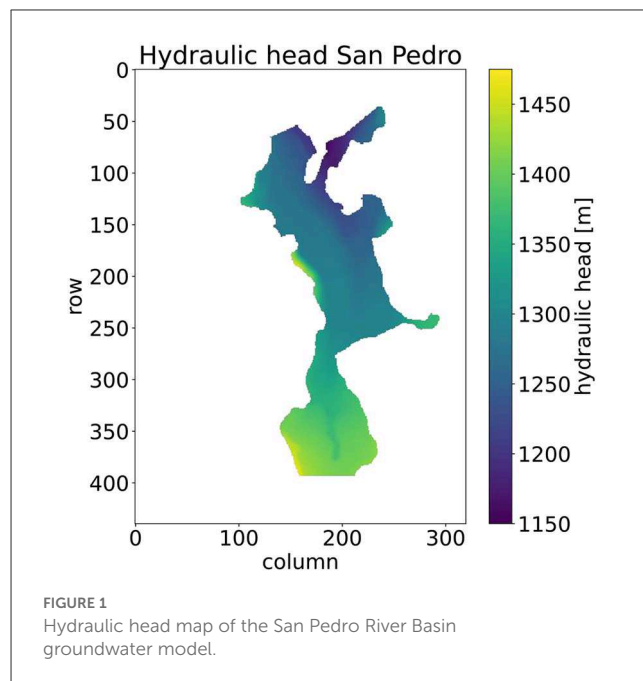 Hydraulic head San Pedro
0
50
100
150
200
250
300
350
400
row
0 100 200 300
column
1450
1400
1350
1300
1250
1200
1150
hydraulic head [m]
FIGURE 1
Hydraulic head map of the San Pedro River Basin
groundwater model.